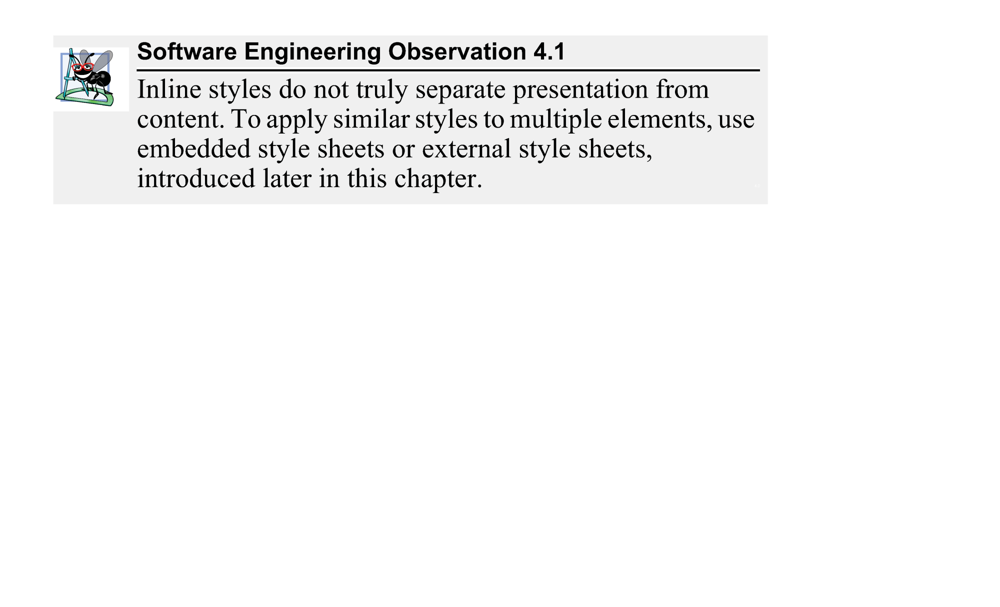 Software Engineering Observation 4.1
Inline styles do not truly separate presentation from
content. To apply similar styles to multiple elements, use
embedded style sheets or external style sheets,
introduced later in this chapter.